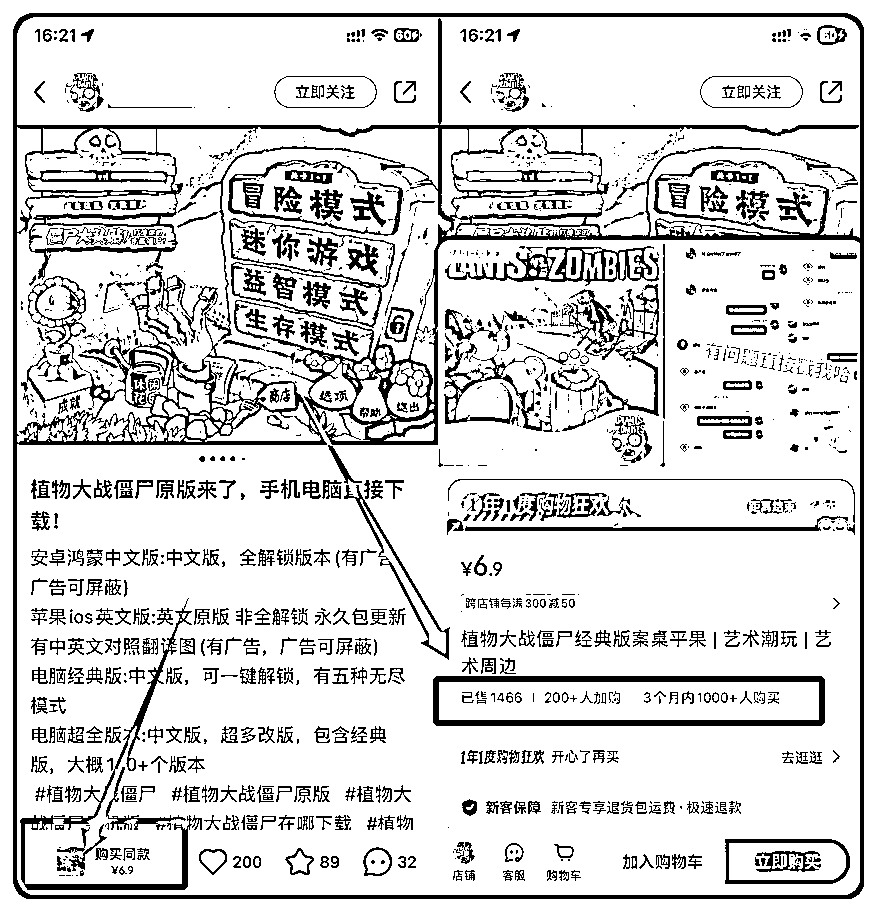 16:21
立即关注
冒险模式
迷你游戏
益智模式
生存模式
成就
商店
选项
帮助
退出
植物大战僵尸原版来了，手机电脑直接下
载！
安卓鸿蒙中文版:中文版，全解锁版本(有广告
广告可屏蔽)
苹果ios英文版:英文原版 非全解锁 永久包更新
有中英文对照翻译图(有广告，广告可屏蔽)
电脑经典版:中文版，可一键解锁，有五种无尽
模式
电脑超全版本:中文版，超多改版，包含经典
版，大概1 0+个版本
#植物大战僵尸 #植物大战僵尸原版 #植物大
#植物大战僵尸在哪下载 #植物
购买同款
¥6.9
200
89
32
16:21
立即关注
冒险模式
ZOMBIES
有问题直接戳我哈
1年1度购物狂欢
距离结束
¥6.9
跨店铺每满300减50
植物大战僵尸经典版案桌平果 | 艺术潮玩 | 艺
术周边
已售1466 | 200+人加购 3个月内1000+人购买
1年1度购物狂欢 开心了再买
去逛逛
新客保障 新客专享退货包运费·极速退款
店铺
客服
购物车
加入购物车
立即购买